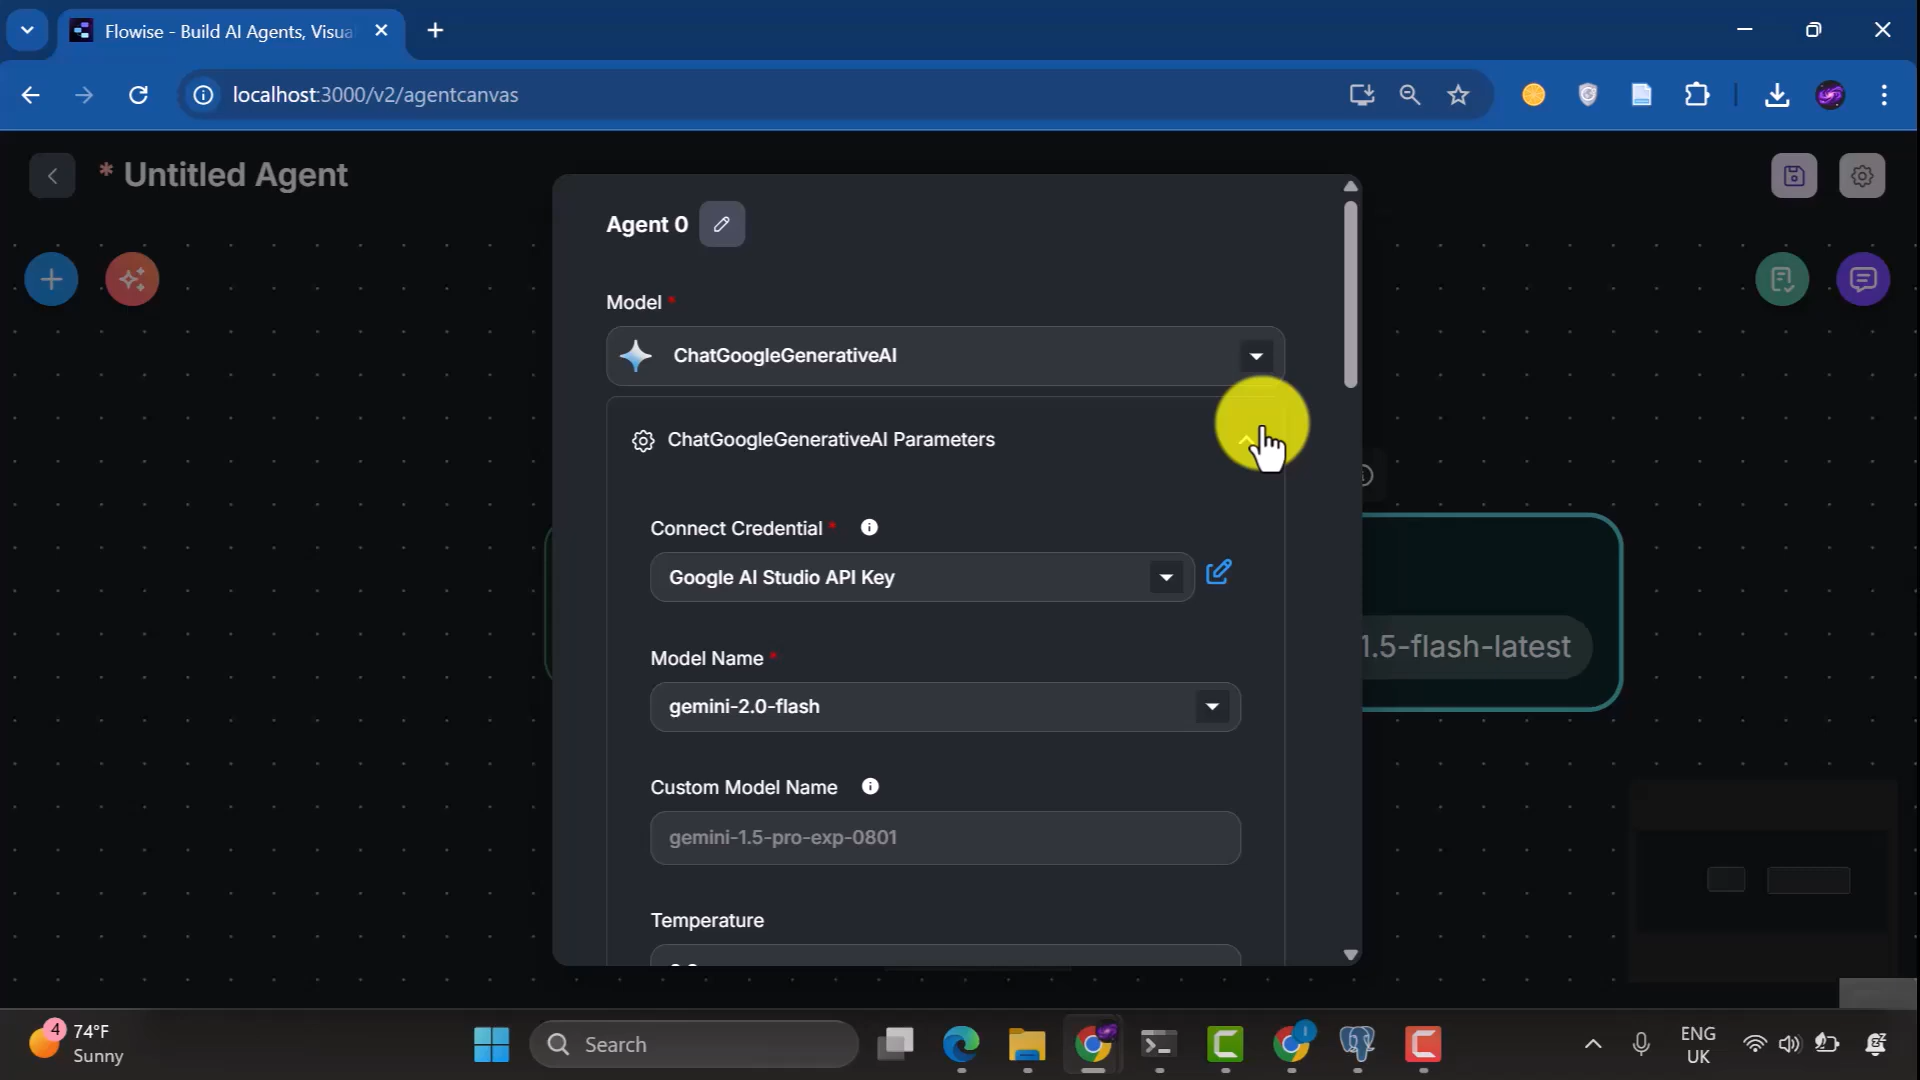 Flowise - Build AI Agents, Visua
localhost:3000/v2/agentcanvas
* Untitled Agent
Agent 0
Model *
ChatGoogleGenerativeAI
ChatGoogleGenerativeAI Parameters
Connect Credential *
Google AI Studio API Key
Model Name *
gemini-2.0-flash
1.5-flash-latest
Custom Model Name
gemini-1.5-pro-exp-0801
Temperature
4
74°F
Sunny
Search
ENG
UK